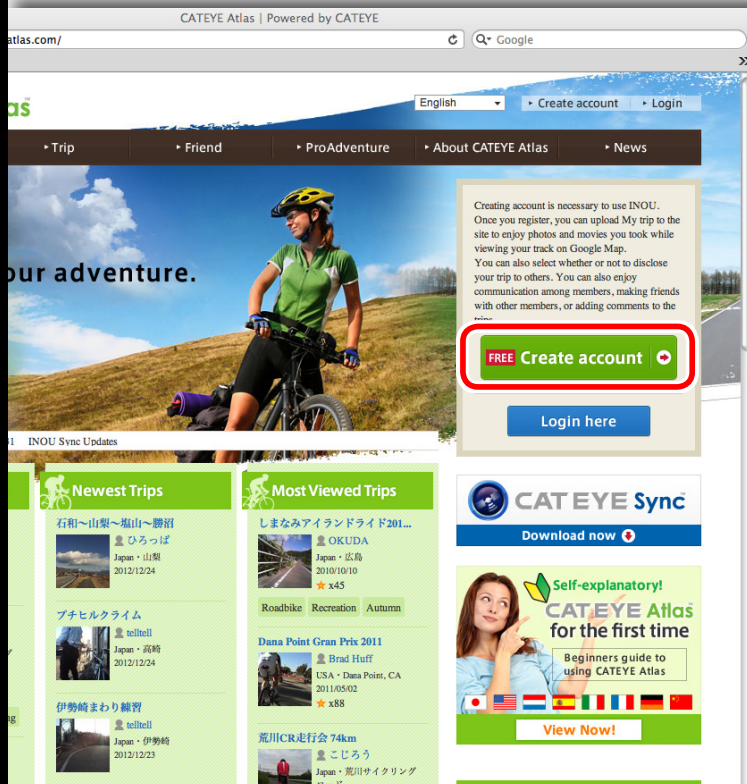 CATEYE Atlas | Powered by CATEYE
atlas.com/
Google
English
Create account
Login
Trip
Friend
ProAdventure
About CATEYE Atlas
News
our adventure.
Creating account is necessary to use INOU.
Once you register, you can upload My trip to the
site to enjoy photos and movies you took while
viewing your track on Google Map.
You can also select whether or not to disclose
your trip to others. You can also enjoy
communication among members, making friends
with other members, or adding comments to the
trips.
FREE Create account
Login here
INOU Sync Updates
Newest Trips
石和〜山梨〜塩山〜勝沼
ひろっぱ
Japan・山梨
2012/12/24
プチヒルクライム
telltell
Japan・高崎
2012/12/24
伊勢崎まわり練習
telltell
Japan・伊勢崎
2012/12/23
Most Viewed Trips
しまなみアイランドライド201...
OKUDA
Japan・広島
2010/10/10
x45
Roadbike Recreation Autumn
Dana Point Gran Prix 2011
Brad Huff
USA・Dana Point, CA
2011/05/02
x88
荒川CR走行会 74km
こじろう
Japan・荒川サイクリング
CATEYE Sync
Download now
Self-explanatory!
CATEYE Atlas
for the first time
Beginners guide to
using CATEYE Atlas
View Now!